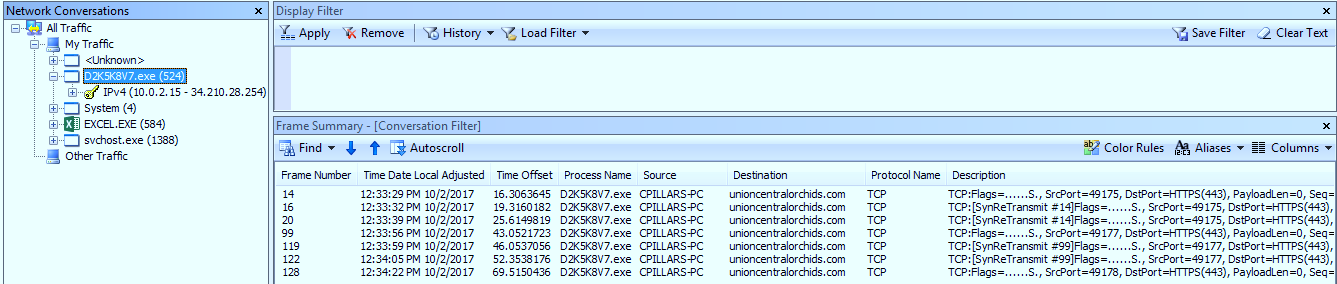 Network Conversations ×
All Traffic
My Traffic
<Unknown>
D2K5K8V7.exe (524)
IPv4 (10.0.2.15 - 34.210.28.254)
System (4)
EXCEL.EXE (584)
svchost.exe (1388)
Other Traffic
Display Filter ×
Apply Remove History Load Filter Save Filter Clear Text
Frame Summary - [Conversation Filter] ×
Find Autoscroll Color Rules Aliases Columns
Frame Number Time Date Local Adjusted Time Offset Process Name Source Destination Protocol Name Description
14 12:33:29 PM 10/2/2017 16.3063645 D2K5K8V7.exe CPILLARS-PC unioncentralorchids.com TCP TCP:Flags=......S., SrcPort=49175, DstPort=HTTPS(443), PayloadLen=0, Seq=
16 12:33:32 PM 10/2/2017 19.3160182 D2K5K8V7.exe CPILLARS-PC unioncentralorchids.com TCP TCP:[SynReTransmit #14]Flags=......S., SrcPort=49175, DstPort=HTTPS(443),
20 12:33:39 PM 10/2/2017 25.6149819 D2K5K8V7.exe CPILLARS-PC unioncentralorchids.com TCP TCP:[SynReTransmit #14]Flags=......S., SrcPort=49175, DstPort=HTTPS(443),
99 12:33:56 PM 10/2/2017 43.0521723 D2K5K8V7.exe CPILLARS-PC unioncentralorchids.com TCP TCP:Flags=......S., SrcPort=49177, DstPort=HTTPS(443), PayloadLen=0, Seq=
119 12:33:59 PM 10/2/2017 46.0537056 D2K5K8V7.exe CPILLARS-PC unioncentralorchids.com TCP TCP:[SynReTransmit #99]Flags=......S., SrcPort=49177, DstPort=HTTPS(443),
122 12:34:05 PM 10/2/2017 52.3538176 D2K5K8V7.exe CPILLARS-PC unioncentralorchids.com TCP TCP:[SynReTransmit #99]Flags=......S., SrcPort=49177, DstPort=HTTPS(443),
128 12:34:22 PM 10/2/2017 69.5150436 D2K5K8V7.exe CPILLARS-PC unioncentralorchids.com TCP TCP:Flags=......S., SrcPort=49178, DstPort=HTTPS(443), PayloadLen=0, Seq=